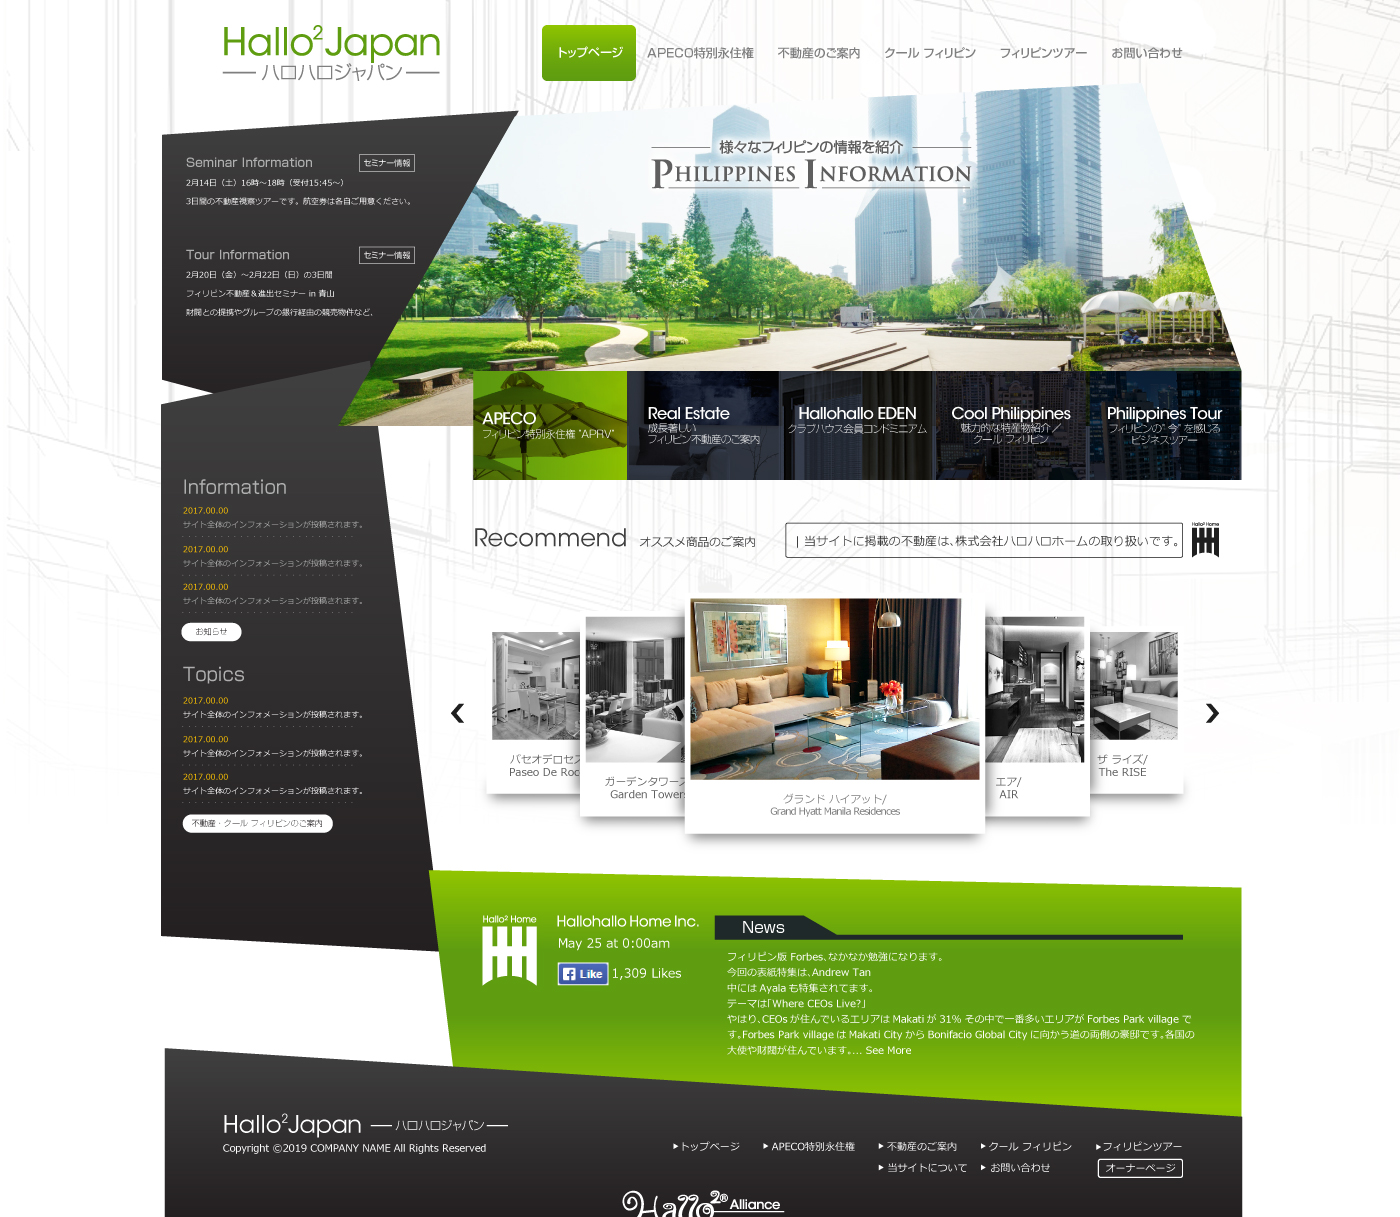 Hallo²Japan
ハロハロジャパン
トップページ
APECO特別永住権
不動産のご案内
クール フィリピン
フィリピンツアー
お問い合わせ
様々なフィリピンの情報を紹介
PHILIPPINES INFORMATION
Seminar Information
セミナー情報
2月14日（土）16時～18時（受付15:45～）
3日間の不動産視察ツアーです。航空券は各自ご用意ください。
Tour Information
セミナー情報
2月20日（金）～2月22日（日）の3日間
フィリピン不動産＆進出セミナー in 青山
財閥との提携やグループの銀行経由の競売物件など、
APECO
フィリピン特別永住権 “APRV”
Real Estate
成長著しい
フィリピン不動産のご案内
Hallohallo EDEN
クラブハウス会員コンドミニアム
Cool Philippines
魅力的な特産物紹介／
クール フィリピン
Philippines Tour
フィリピンの“今”を感じる
ビジネスツアー
Information
2017.00.00
サイト全体のインフォメーションが投稿されます。
2017.00.00
サイト全体のインフォメーションが投稿されます。
2017.00.00
サイト全体のインフォメーションが投稿されます。
お知らせ
Topics
2017.00.00
サイト全体のインフォメーションが投稿されます。
2017.00.00
サイト全体のインフォメーションが投稿されます。
2017.00.00
サイト全体のインフォメーションが投稿されます。
不動産・クール フィリピンのご案内
Recommend オススメ商品のご案内
| 当サイトに掲載の不動産は、株式会社ハロハロホームの取り扱いです。
Hallo² Home
パセオデロセス
Paseo De Roc
ガーデンタワーズ
Garden Towers
グランド ハイアット/
Grand Hyatt Manila Residences
エア/
AIR
ザ ライズ/
The RISE
Hallo² Home
Hallohallo Home Inc.
May 25 at 0:00am
Like 1,309 Likes
News
フィリピン版 Forbes、なかなか勉強になります。
今回の表紙特集は、Andrew Tan
中には Ayala も特集されてます。
テーマは「Where CEOs Live?」
やはり、CEOs が住んでいるエリアは Makati が 31% その中で一番多いエリアが Forbes Park village で
す。Forbes Park village は Makati City から Bonifacio Global City に向かう道の両側の豪邸です。各国の
大使や財閥が住んでいます。... See More
Hallo²Japan ハロハロジャパン
Copyright ©2019 COMPANY NAME All Rights Reserved
トップページ
APECO特別永住権
不動産のご案内
クール フィリピン
フィリピンツアー
当サイトについて
お問い合わせ
オーナーページ
Hallo²® Alliance